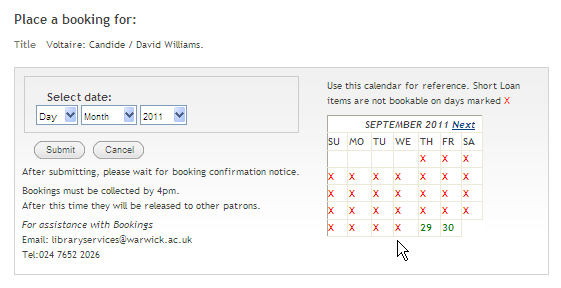 Place a booking for:
Title Voltaire: Candide / David Williams.
Select date:
Day Month 2011
Submit Cancel
After submitting, please wait for booking confirmation notice.
Bookings must be collected by 4pm.
After this time they will be released to other patrons.
For assistance with Bookings
Email: libraryservices@warwick.ac.uk
Tel:024 7652 2026
Use this calendar for reference. Short Loan
items are not bookable on days marked X
SEPTEMBER 2011 Next
SU MO TU WE TH FR SA
X X X
X X X X X X X
X X X X X X X
X X X X X X X
X X X X 29 30